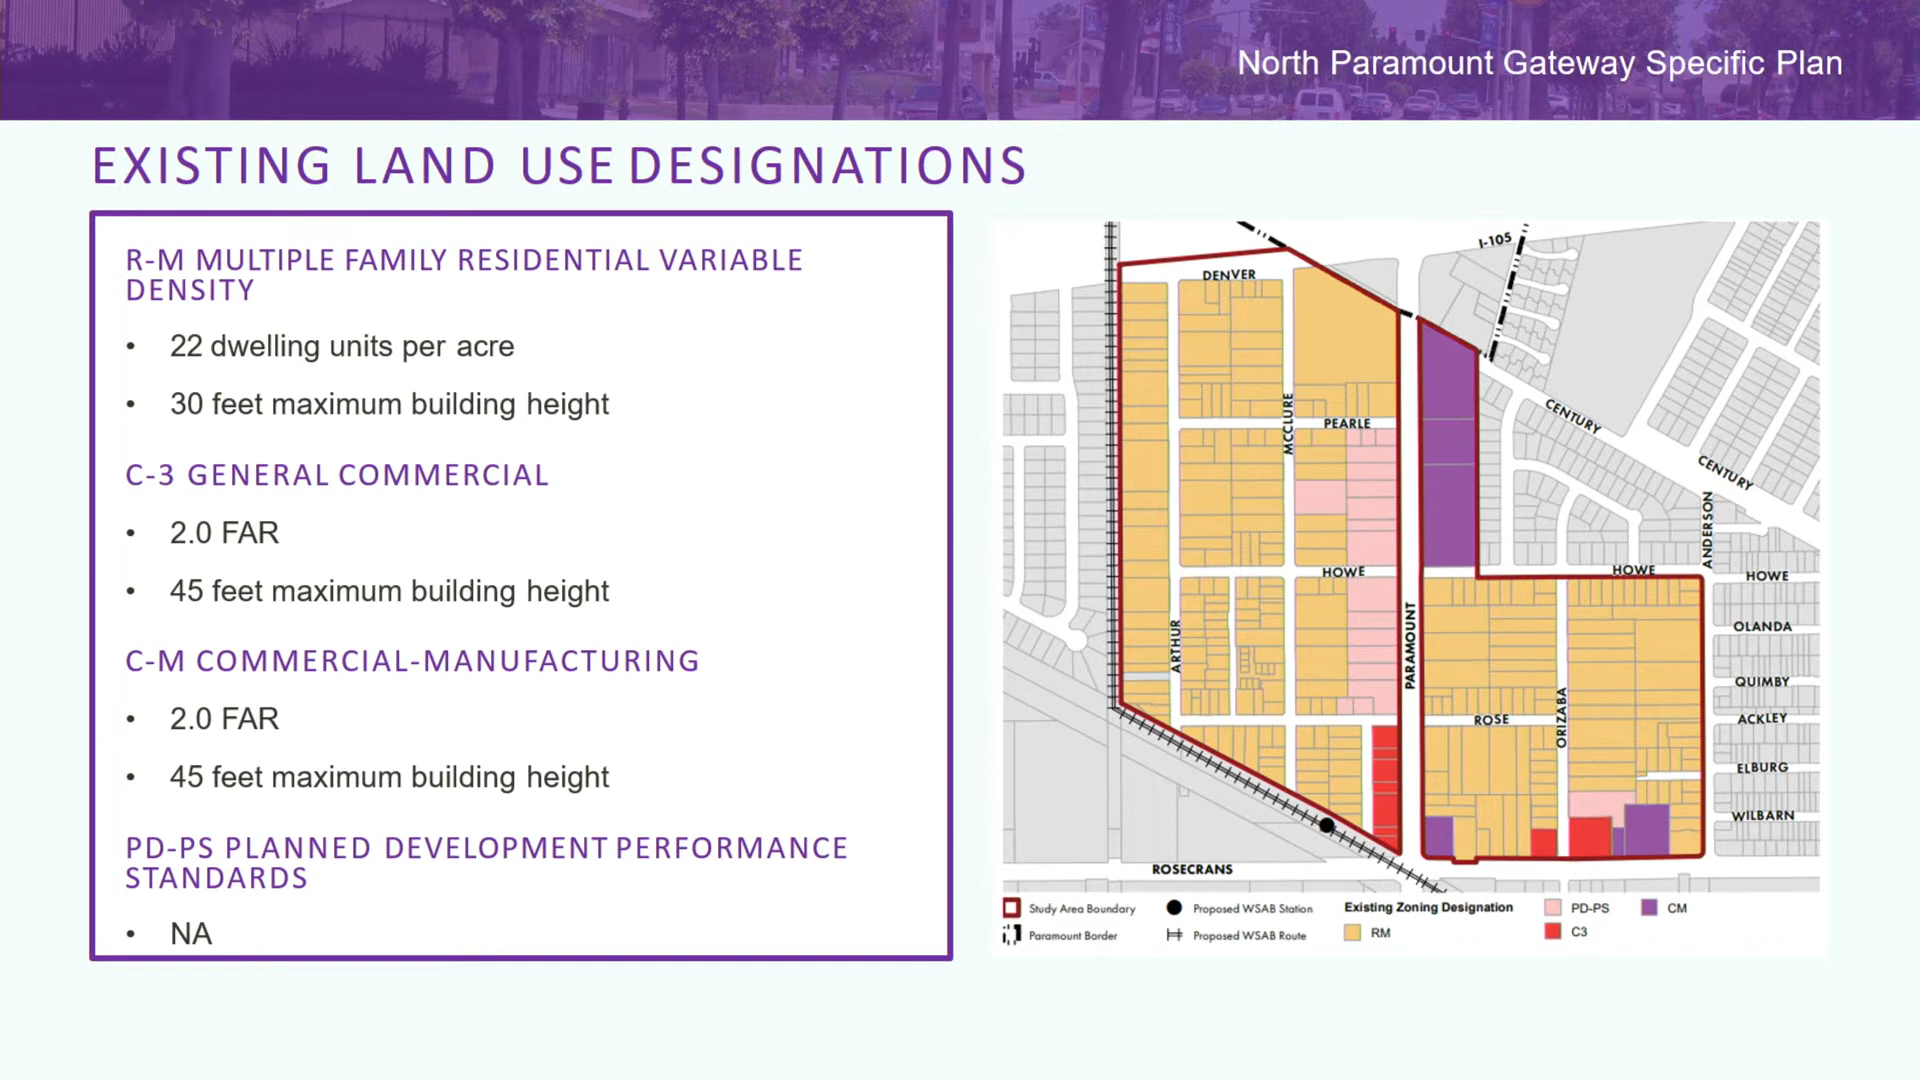 North Paramount Gateway Specific Plan
EXISTING LAND USE DESIGNATIONS
R-M MULTIPLE FAMILY RESIDENTIAL VARIABLE
DENSITY
• 22 dwelling units per acre
• 30 feet maximum building height
C-3 GENERAL COMMERCIAL
• 2.0 FAR
• 45 feet maximum building height
C-M COMMERCIAL-MANUFACTURING
• 2.0 FAR
• 45 feet maximum building height
PD-PS PLANNED DEVELOPMENT PERFORMANCE
STANDARDS
• NA
I-105
DENVER
MCCLURE
PEARLE
CENTURY
CENTURY
ANDERSON
HOWE
HOWE
HOWE
ARTHUR
PARAMOUNT
OLANDA
QUIMBY
ORIZABA
ROSE
ACKLEY
ELBURG
WILBARN
ROSECRANS
Study Area Boundary
Proposed WSAB Station
Existing Zoning Designation
PD-PS
CM
Paramount Border
Proposed WSAB Route
RM
C3